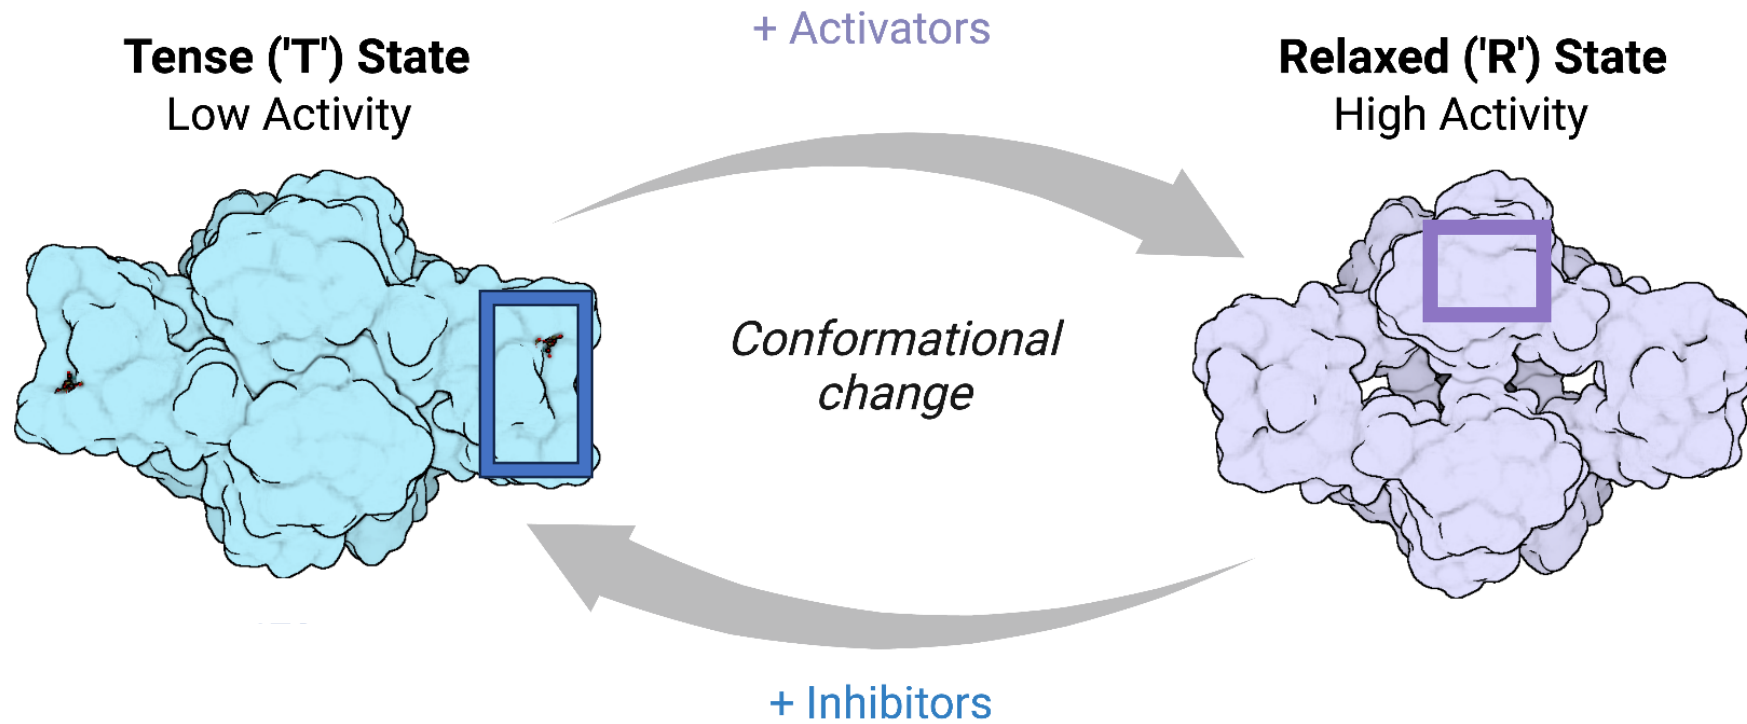 + Activators
Tense ('T') State
Low Activity
Relaxed ('R') State
High Activity
Conformational
change
+ Inhibitors